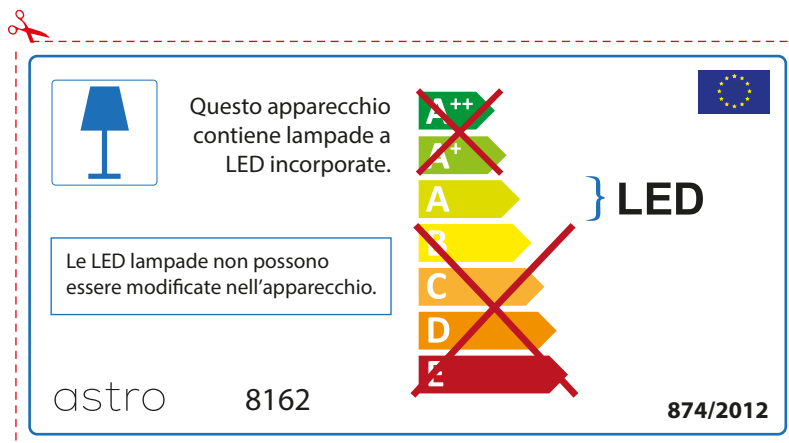 Questo apparecchio
contiene lampade a
LED incorporate.
Le LED lampade non possono
essere modificate nell'apparecchio.
A++
A+
A
B
C
D
E
LED
astro
8162
874/2012